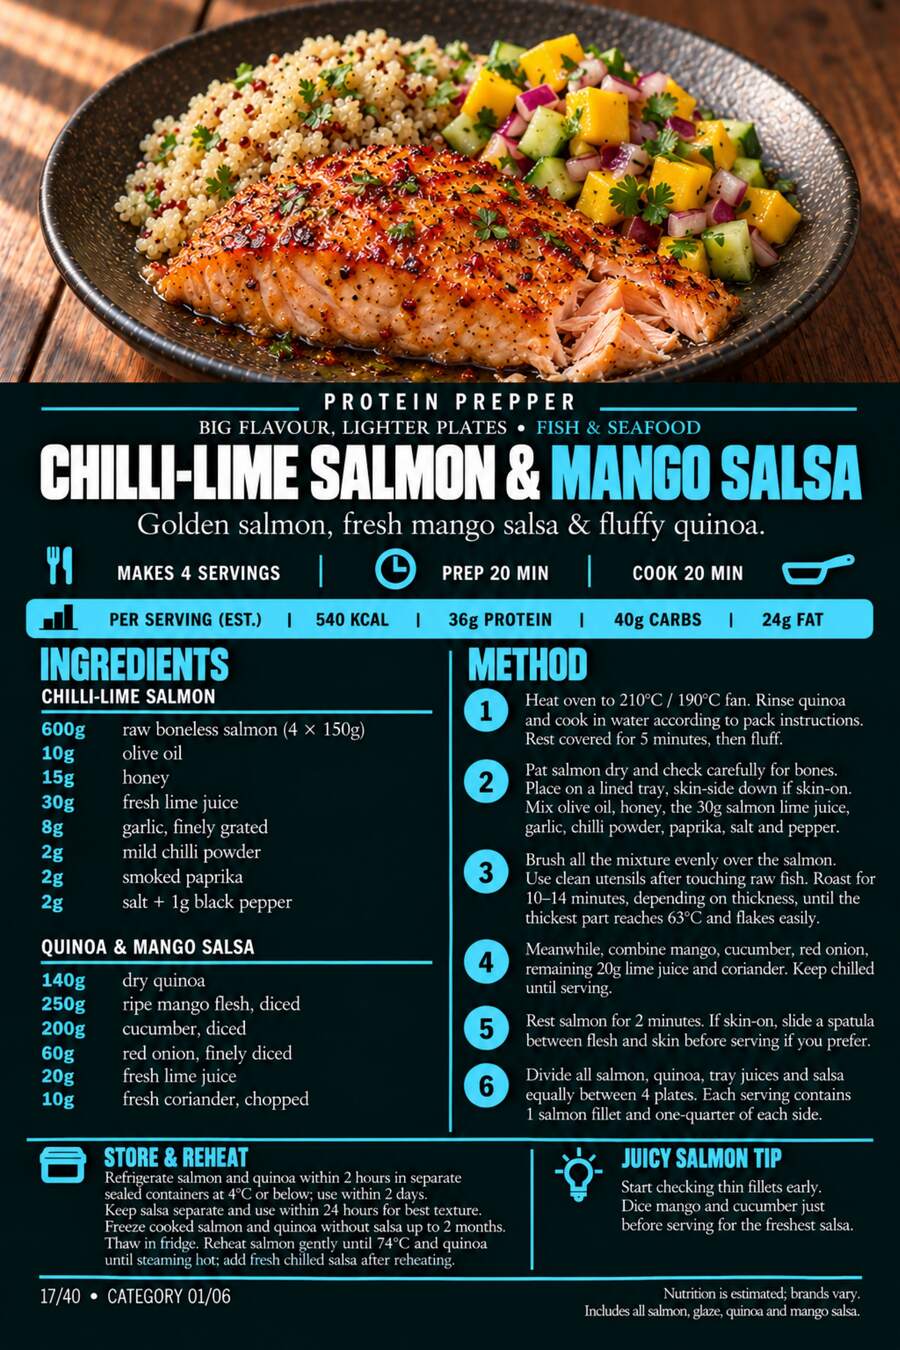 PROTEIN PREPPER
BIG FLAVOUR, LIGHTER PLATES • FISH & SEAFOOD
CHILLI-LIME SALMON & MANGO SALSA
Golden salmon, fresh mango salsa & fluffy quinoa.
MAKES 4 SERVINGS | PREP 20 MIN | COOK 20 MIN
PER SERVING (EST.) | 540 KCAL | 36g PROTEIN | 40g CARBS | 24g FAT
INGREDIENTS
CHILLI-LIME SALMON
600g raw boneless salmon (4 × 150g)
10g olive oil
15g honey
30g fresh lime juice
8g garlic, finely grated
2g mild chilli powder
2g smoked paprika
2g salt + 1g black pepper
QUINOA & MANGO SALSA
140g dry quinoa
250g ripe mango flesh, diced
200g cucumber, diced
60g red onion, finely diced
20g fresh lime juice
10g fresh coriander, chopped
METHOD
1 Heat oven to 210°C / 190°C fan. Rinse quinoa
and cook in water according to pack instructions.
Rest covered for 5 minutes, then fluff.
2 Pat salmon dry and check carefully for bones.
Place on a lined tray, skin-side down if skin-on.
Mix olive oil, honey, the 30g salmon lime juice,
garlic, chilli powder, paprika, salt and pepper.
3 Brush all the mixture evenly over the salmon.
Use clean utensils after touching raw fish. Roast for
10–14 minutes, depending on thickness, until the
thickest part reaches 63°C and flakes easily.
4 Meanwhile, combine mango, cucumber, red onion,
remaining 20g lime juice and coriander. Keep chilled
until serving.
5 Rest salmon for 2 minutes. If skin-on, slide a spatula
between flesh and skin before serving if you prefer.
6 Divide all salmon, quinoa, tray juices and salsa
equally between 4 plates. Each serving contains
1 salmon fillet and one-quarter of each side.
STORE & REHEAT
Refrigerate salmon and quinoa within 2 hours in separate
sealed containers at 4°C or below; use within 2 days.
Keep salsa separate and use within 24 hours for best texture.
Freeze cooked salmon and quinoa without salsa up to 2 months.
Thaw in fridge. Reheat salmon gently until 74°C and quinoa
until steaming hot; add fresh chilled salsa after reheating.
JUICY SALMON TIP
Start checking thin fillets early.
Dice mango and cucumber just
before serving for the freshest salsa.
17/40 • CATEGORY 01/06
Nutrition is estimated; brands vary.
Includes all salmon, glaze, quinoa and mango salsa.